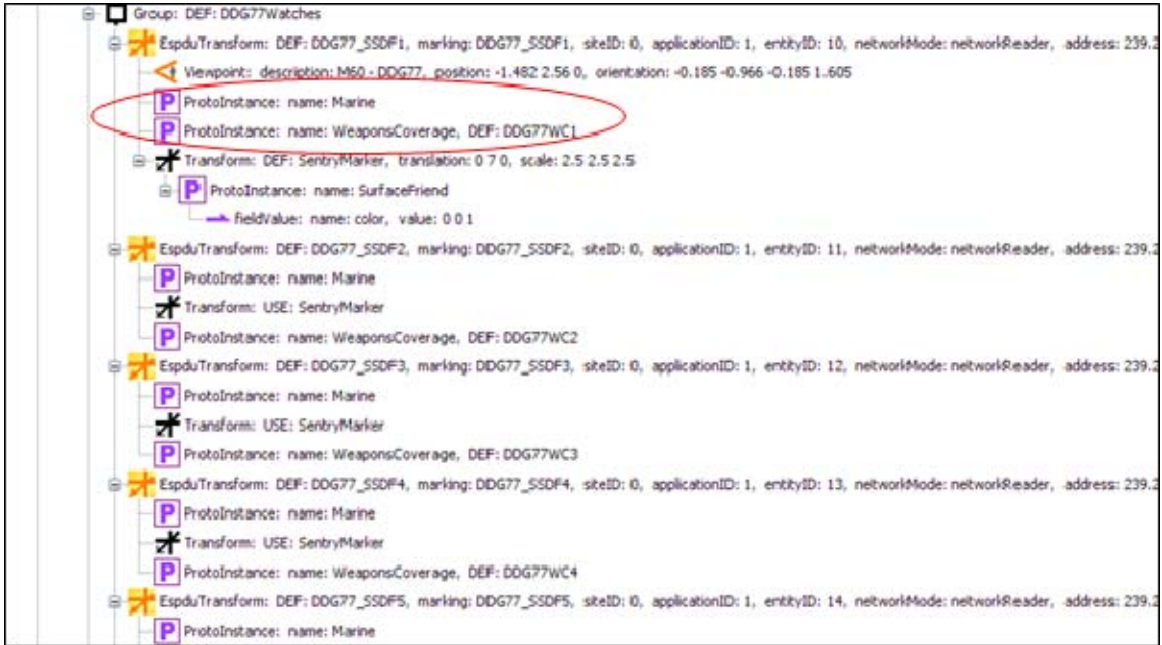 Group: DEF: DDG77Watches
EspduTransform: DEF: DDG77_SSDF1, marking: DDG77_SSDF1, siteID: 0, applicationID: 1, entityID: 10, networkMode: networkReader, address: 239.2
Viewpoint: description: M60 - DDG77, position: -1.482 2.56 0, orientation: -0.185 -0.966 -0.185 1.605
P ProtoInstance: name: Marine
P ProtoInstance: name: WeaponsCoverage, DEF: DDG77WC1
Transform: DEF: SentryMarker, translation: 0 7 0, scale: 2.5 2.5 2.5
P ProtoInstance: name: SurfaceFriend
fieldValue: name: color, value: 0 0 1
EspduTransform: DEF: DDG77_SSDF2, marking: DDG77_SSDF2, siteID: 0, applicationID: 1, entityID: 11, networkMode: networkReader, address: 239.2
P ProtoInstance: name: Marine
Transform: USE: SentryMarker
P ProtoInstance: name: WeaponsCoverage, DEF: DDG77WC2
EspduTransform: DEF: DDG77_SSDF3, marking: DDG77_SSDF3, siteID: 0, applicationID: 1, entityID: 12, networkMode: networkReader, address: 239.2
P ProtoInstance: name: Marine
Transform: USE: SentryMarker
P ProtoInstance: name: WeaponsCoverage, DEF: DDG77WC3
EspduTransform: DEF: DDG77_SSDF4, marking: DDG77_SSDF4, siteID: 0, applicationID: 1, entityID: 13, networkMode: networkReader, address: 239.2
P ProtoInstance: name: Marine
Transform: USE: SentryMarker
P ProtoInstance: name: WeaponsCoverage, DEF: DDG77WC4
EspduTransform: DEF: DDG77_SSDF5, marking: DDG77_SSDF5, siteID: 0, applicationID: 1, entityID: 14, networkMode: networkReader, address: 239.2
P ProtoInstance: name: Marine